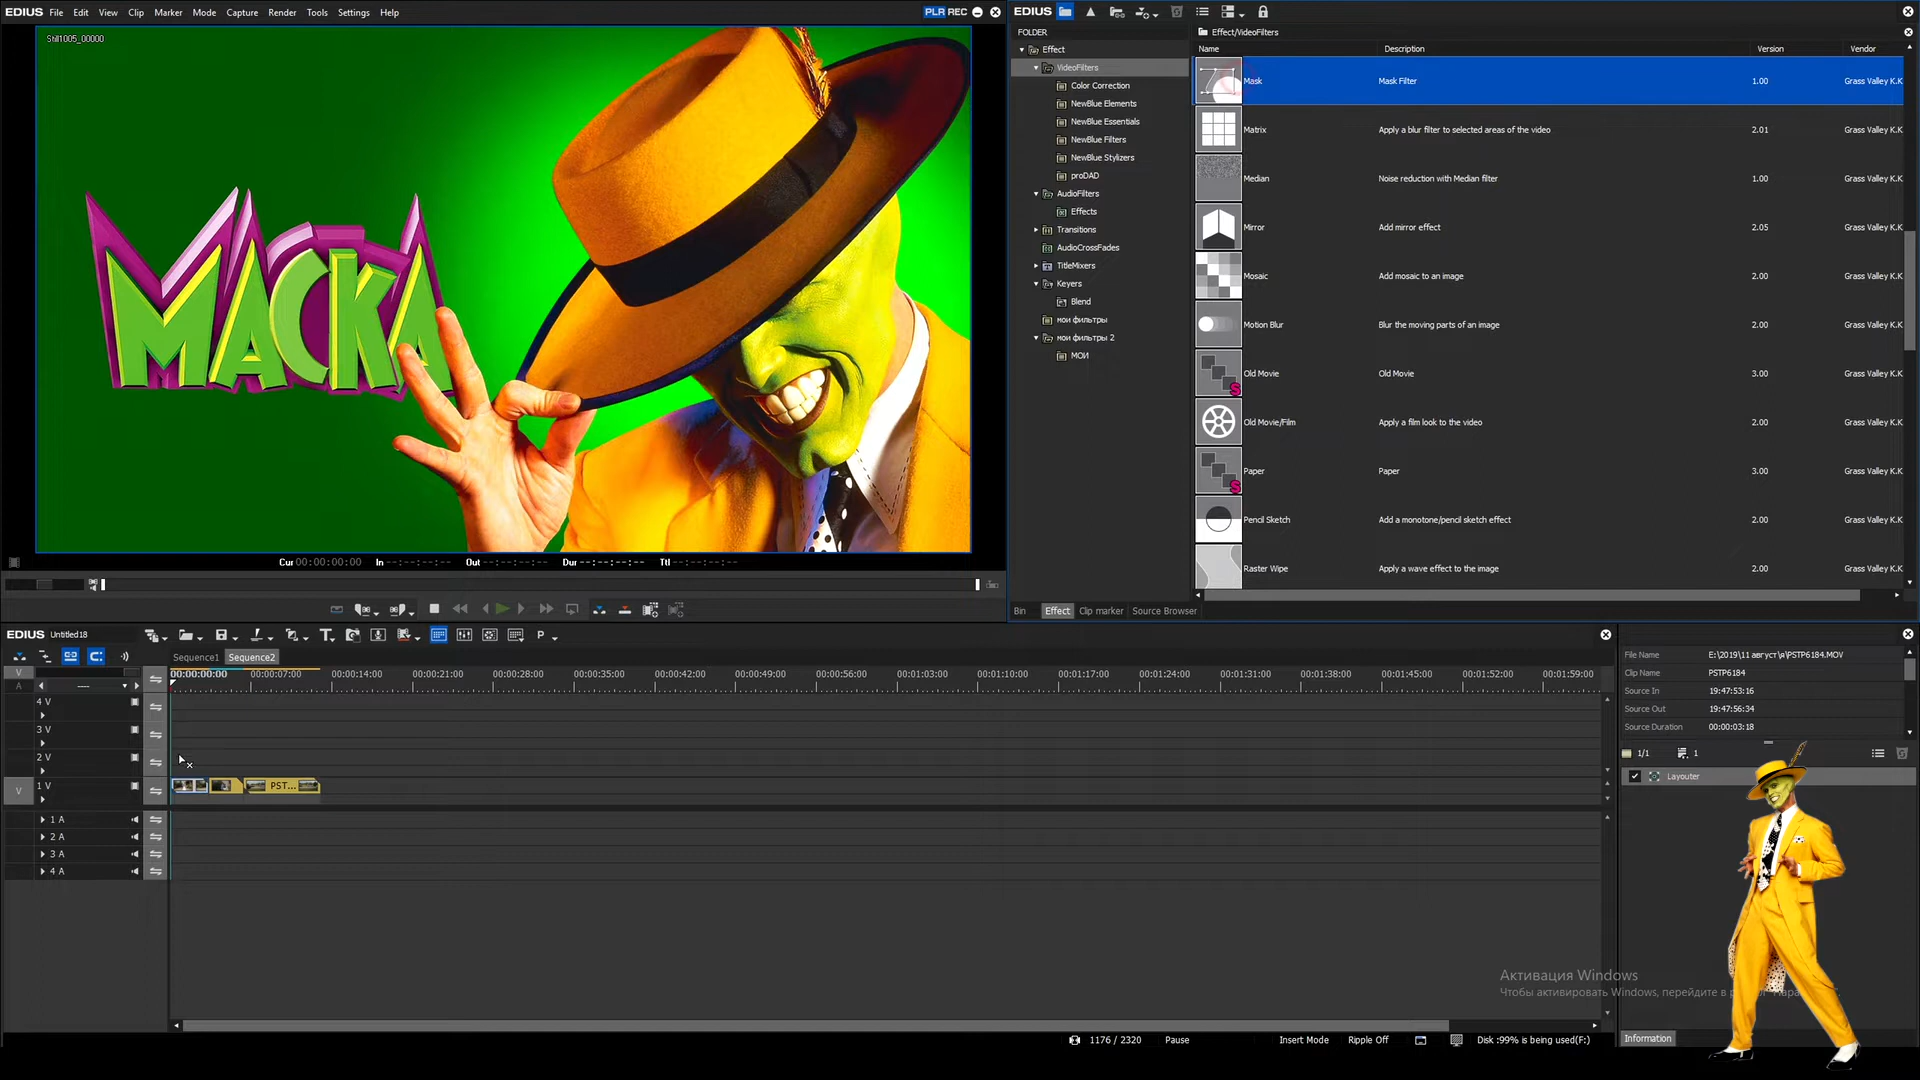 EDIUS File Edit View Clip Marker Mode Capture Render Tools Settings Help
PLR REC
Still1005_00000
МАСКА
Cur 00:00:00:00 In --:--:--:-- Out --:--:--:-- Dur --:--:--:-- Ttl --:--:--:--
EDIUS
FOLDER
Effect
VideoFilters
Color Correction
NewBlue Elements
NewBlue Essentials
NewBlue Filters
NewBlue Stylizers
proDAD
AudioFilters
Effects
Transitions
AudioCrossFades
TitleMixers
Keyers
Blend
мои фильтры
мои фильтры 2
МОИ
Effect/VideoFilters
Name Description Version Vendor
Mask Mask Filter 1.00 Grass Valley K.K
Matrix Apply a blur filter to selected areas of the video 2.01 Grass Valley K.K
Median Noise reduction with Median filter 1.00 Grass Valley K.K
Mirror Add mirror effect 2.05 Grass Valley K.K
Mosaic Add mosaic to an image 2.00 Grass Valley K.K
Motion Blur Blur the moving parts of an image 2.00 Grass Valley K.K
Old Movie Old Movie 3.00 Grass Valley K.K
Old Movie/Film Apply a film look to the video 2.00 Grass Valley K.K
Paper Paper 3.00 Grass Valley K.K
Pencil Sketch Add a monotone/pencil sketch effect 2.00 Grass Valley K.K
Raster Wipe Apply a wave effect to the image 2.00 Grass Valley K.K
Bin Effect Clip marker Source Browser
EDIUS Untitled18
T P
Sequence1 Sequence2
00:00:00:00 00:00:07:00 00:00:14:00 00:00:21:00 00:00:28:00 00:00:35:00 00:00:42:00 00:00:49:00 00:00:56:00 00:01:03:00 00:01:10:00 00:01:17:00 00:01:24:00 00:01:31:00 00:01:38:00 00:01:45:00 00:01:52:00 00:01:59:00
V
A
4 V
3 V
2 V
V 1 V PST...
1 A
2 A
3 A
4 A
File Name E:\2019\11 август\я\PSTP6184.MOV
Clip Name PSTP6184
Source In 19:47:53:16
Source Out 19:47:56:34
Source Duration 00:00:03:18
1/1 1
Layouter
Активация Windows
Чтобы активировать Windows, перейдите в
Information
1176 / 2320 Pause Insert Mode Ripple Off Disk :99% is being used(F:)